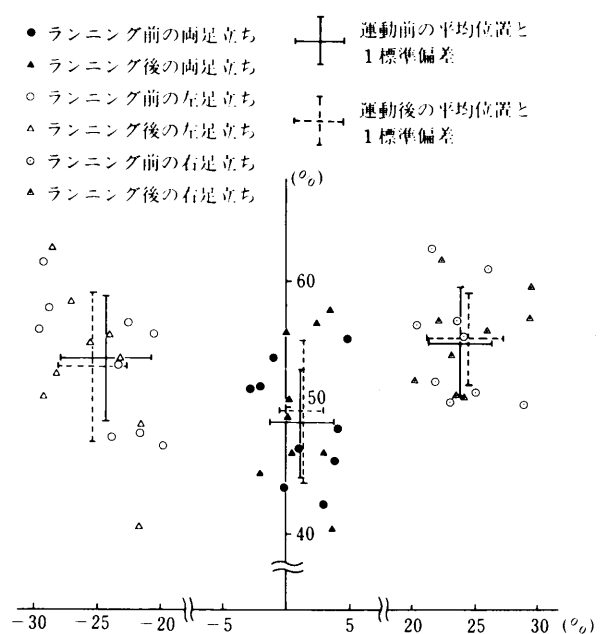 ● ランニング前の両足立ち
▲ ランニング後の両足立ち
○ ランニング前の左足立ち
△ ランニング後の左足立ち
⊙ ランニング前の右足立ち
◬ ランニング後の右足立ち
運動前の平均位置と
1標準偏差
運動後の平均位置と
1標準偏差
(%)
60
50
40
-30 -25 -20 -5 5 20 25 30 (%)